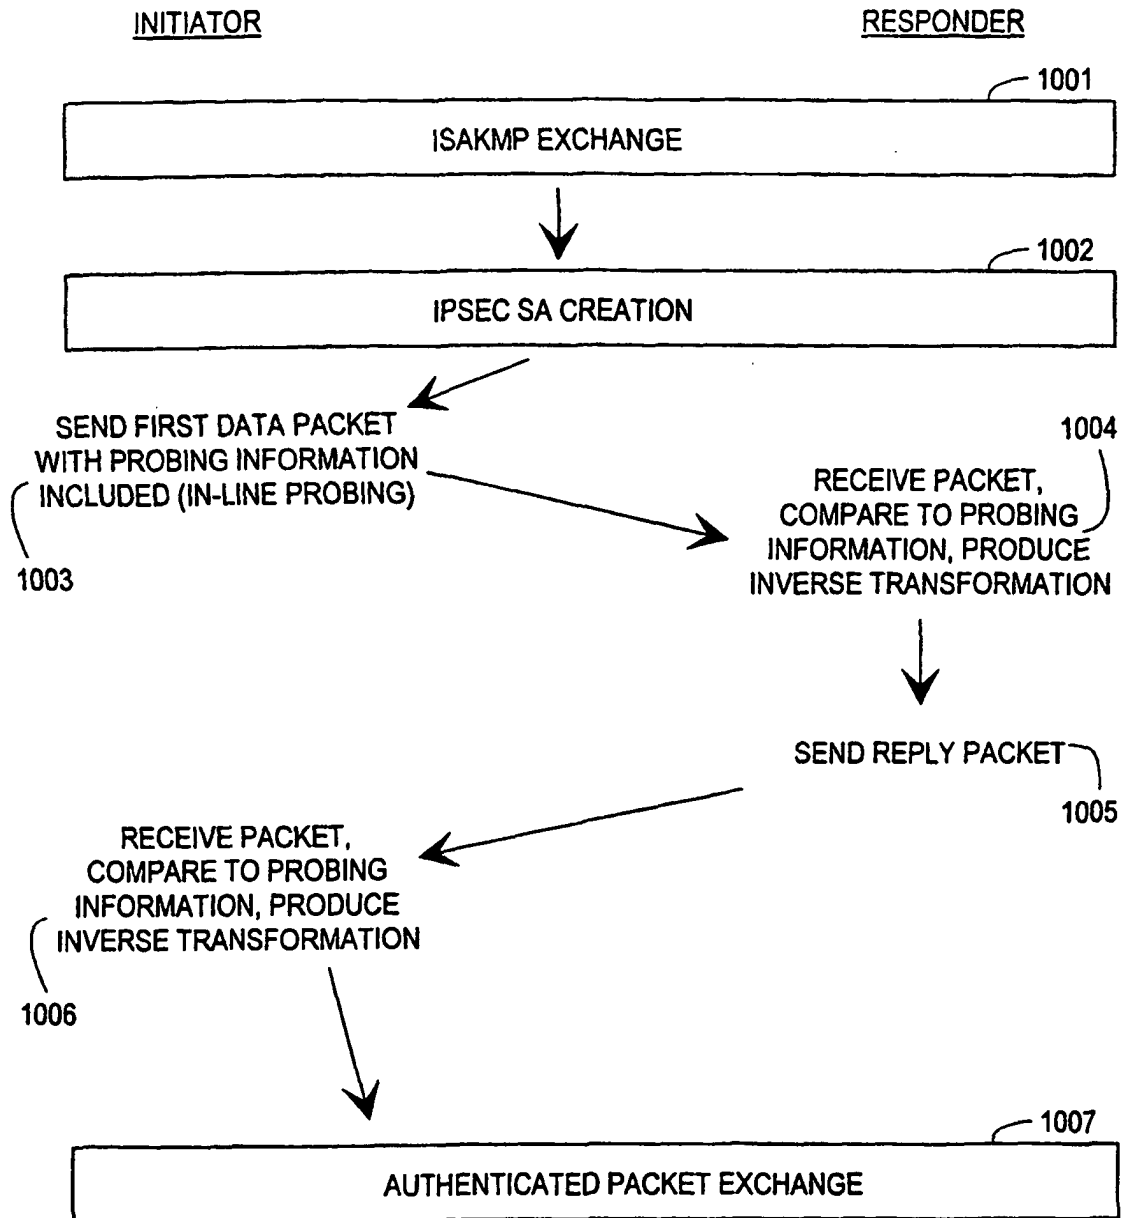 INITIATOR
RESPONDER
1001
ISAKMP EXCHANGE
1002
IPSEC SA CREATION
SEND FIRST DATA PACKET
WITH PROBING INFORMATION
INCLUDED (IN-LINE PROBING)
1003
1004
RECEIVE PACKET,
COMPARE TO PROBING
INFORMATION, PRODUCE
INVERSE TRANSFORMATION
SEND REPLY PACKET
1005
RECEIVE PACKET,
COMPARE TO PROBING
INFORMATION, PRODUCE
INVERSE TRANSFORMATION
1006
1007
AUTHENTICATED PACKET EXCHANGE